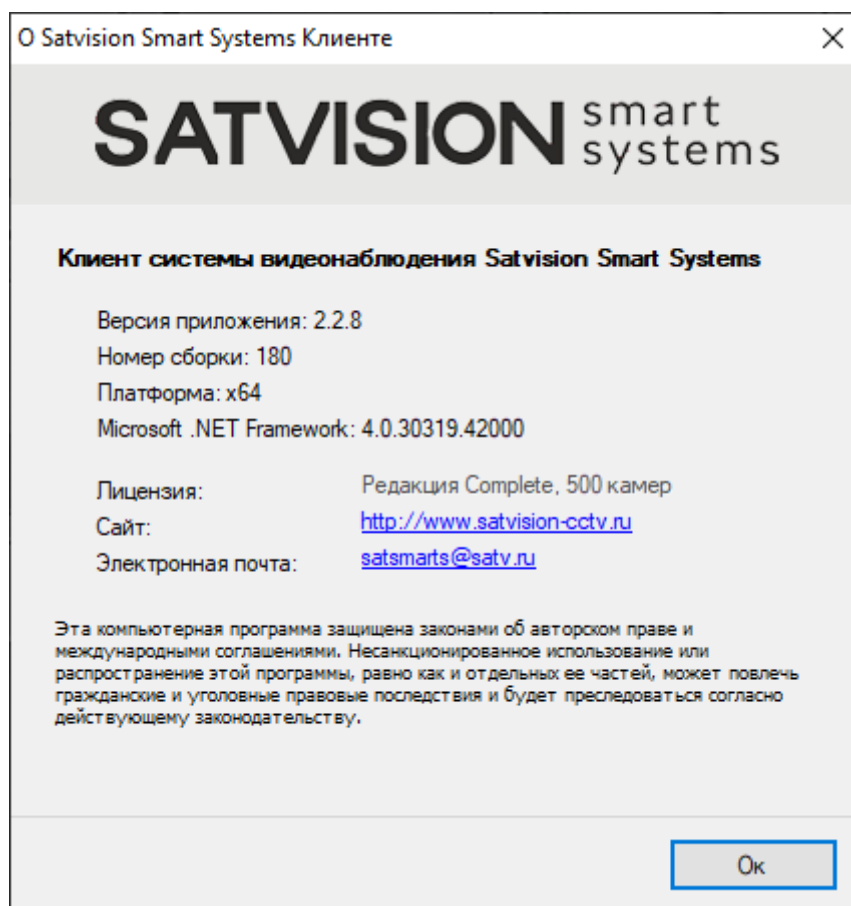 О Satvision Smart Systems Клиенте
SATVISION smart systems
Клиент системы видеонаблюдения Satvision Smart Systems
Версия приложения: 2.2.8
Номер сборки: 180
Платформа: x64
Microsoft .NET Framework: 4.0.30319.42000
Лицензия: Редакция Complete, 500 камер
Сайт: http://www.satvision-cctv.ru
Электронная почта: satsmarts@satv.ru
Эта компьютерная программа защищена законами об авторском праве и
международными соглашениями. Несанкционированное использование или
распространение этой программы, равно как и отдельных ее частей, может повлечь
гражданские и уголовные правовые последствия и будет преследоваться согласно
действующему законодательству.
Ок